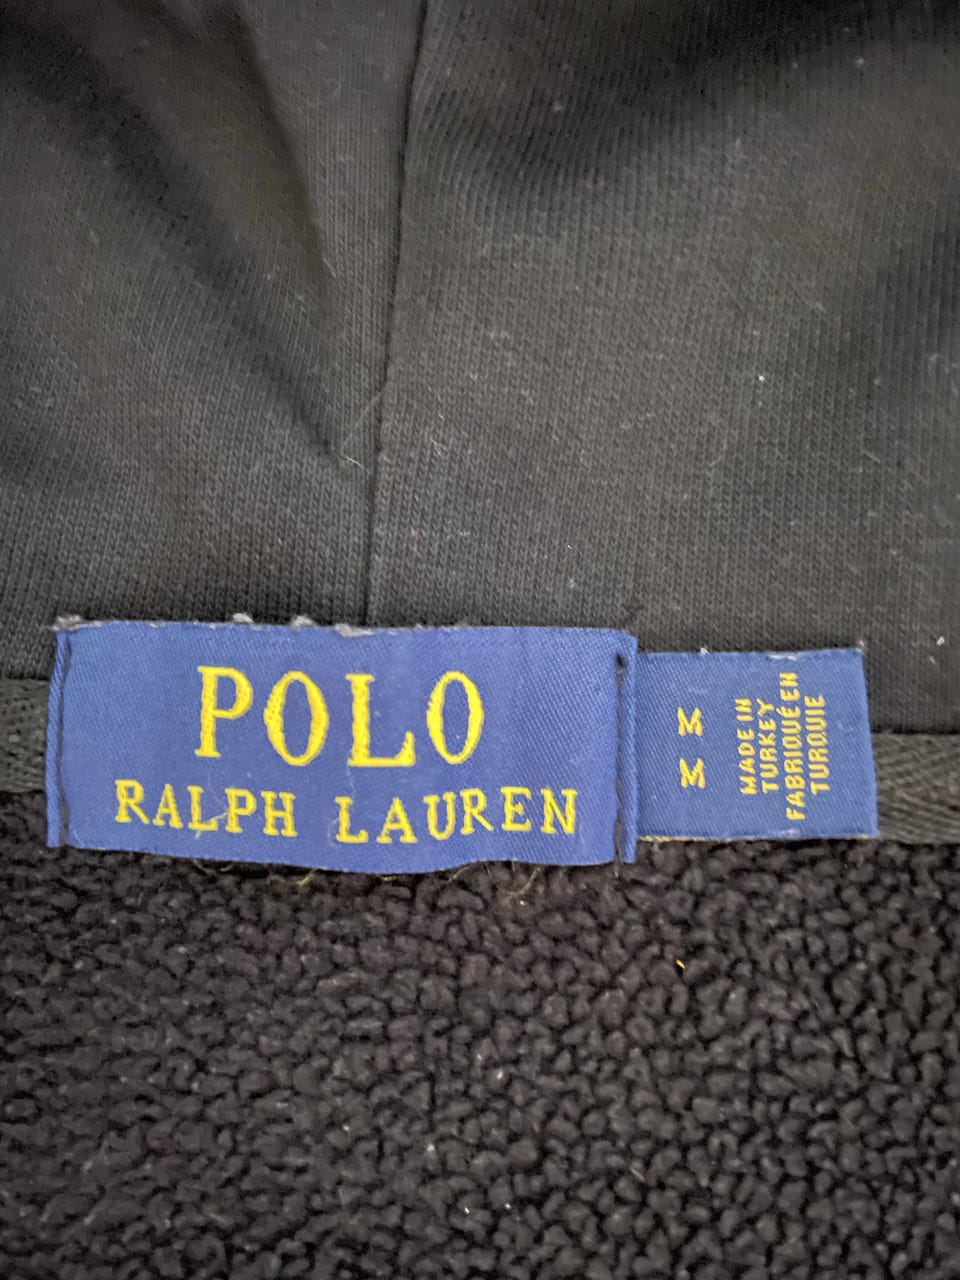 POLO
RALPH LAUREN
M M
MADE IN
TURKEY
FABRIQUÉ EN
TURQUIE